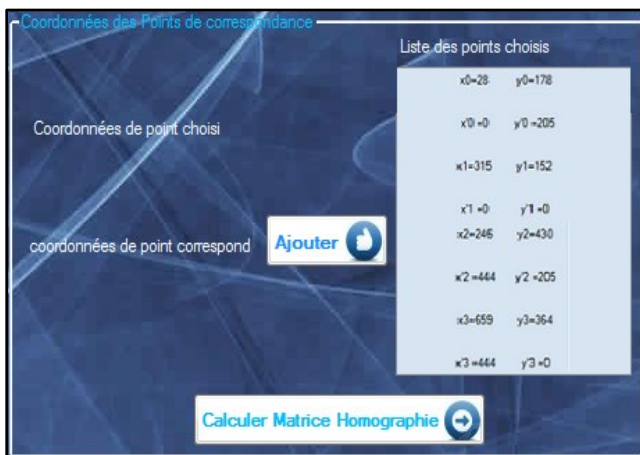 Coordonnées des Points de correspondance
Liste des points choisis
x0=28 y0=178
Coordonnées de point choisi
x'0 =0 y'0 =205
x1=315 y1=152
x'1 =0 y'1 =0
coordonnées de point correspond
Ajouter
x2=246 y2=430
x'2 =444 y'2 =205
x3=659 y3=364
x'3 =444 y'3 =0
Calculer Matrice Homographie